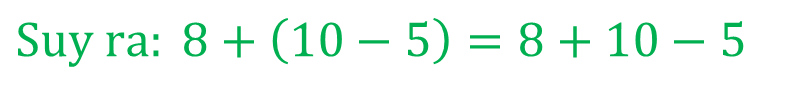 Suy ra: 8 + (10 − 5) = 8 + 10 − 5